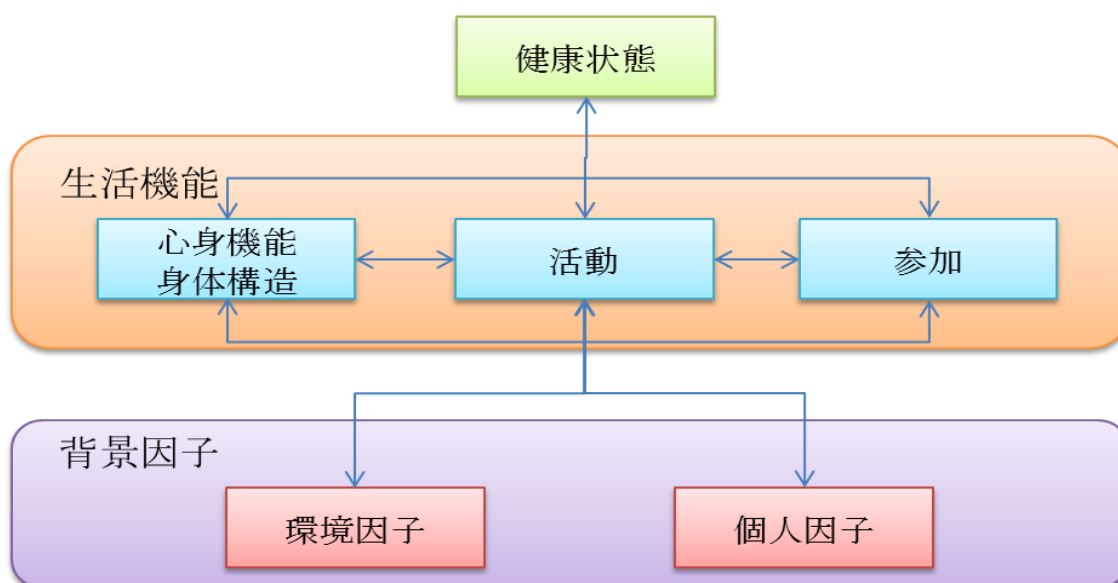 健康状態
生活機能
心身機能
身体構造
活動
参加
背景因子
環境因子
個人因子